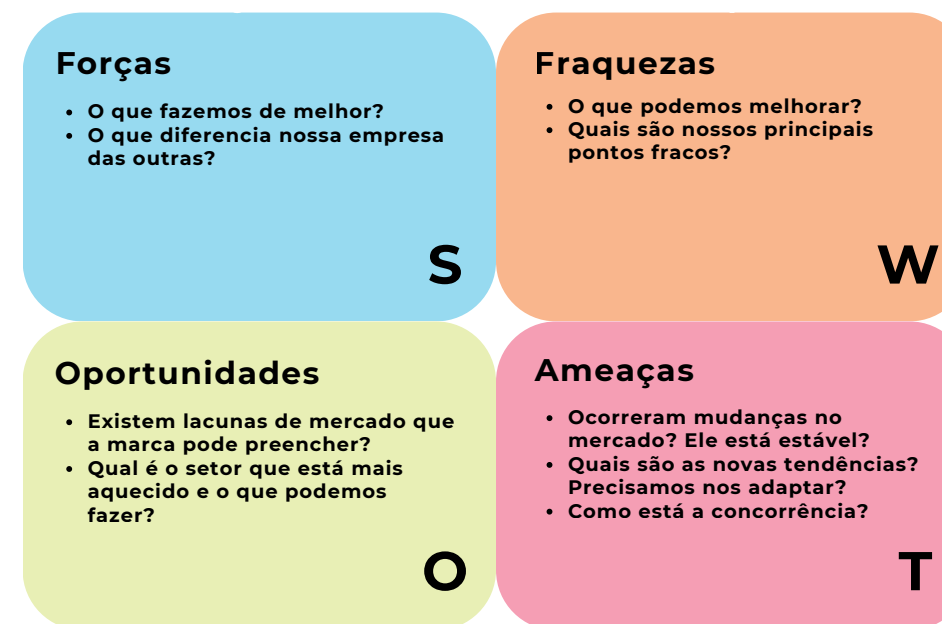 Forças
• O que fazemos de melhor?
• O que diferencia nossa empresa
das outras?
S
Fraquezas
• O que podemos melhorar?
• Quais são nossos principais
pontos fracos?
W
Oportunidades
• Existem lacunas de mercado que
a marca pode preencher?
• Qual é o setor que está mais
aquecido e o que podemos
fazer?
O
Ameaças
• Ocorreram mudanças no
mercado? Ele está estável?
• Quais são as novas tendências?
Precisamos nos adaptar?
• Como está a concorrência?
T